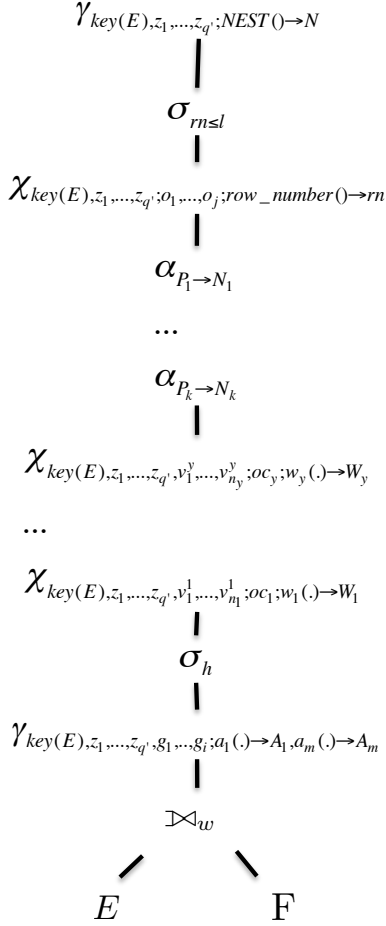 γ_{key(E),z_1,...,z_{q'};NEST()→N}
σ_{rn≤l}
χ_{key(E),z_1,...,z_{q'};o_1,...,o_j;row_number()→rn}
α_{P_1→N_1}
...
α_{P_k→N_k}
χ_{key(E),z_1,...,z_{q'},v_1^y,...,v_{n_y}^y;oc_y;w_y(.)→W_y}
...
χ_{key(E),z_1,...,z_{q'},v_1^1,...,v_{n_1}^1;oc_1;w_1(.)→W_1}
σ_h
γ_{key(E),z_1,...,z_{q'},g_1,..,g_i;a_1(.)→A_1,a_m(.)→A_m}
⟕_w
E F